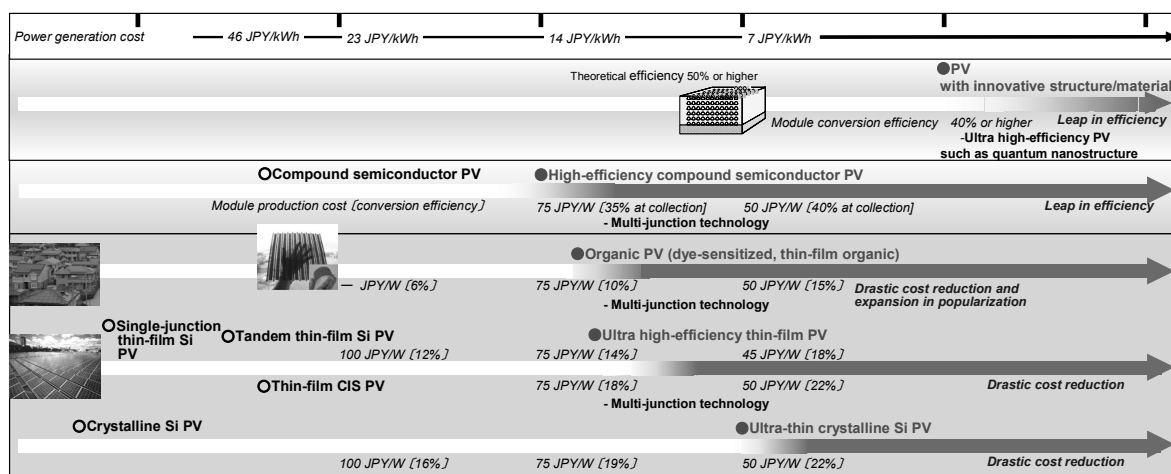 Power generation cost
46 JPY/kWh
23 JPY/kWh
14 JPY/kWh
7 JPY/kWh
Theoretical efficiency 50% or higher
PV
with innovative structure/material
Module conversion efficiency
40% or higher
Leap in efficiency
-Ultra high-efficiency PV
such as quantum nanostructure
Compound semiconductor PV
High-efficiency compound semiconductor PV
Module production cost〔conversion efficiency〕
75 JPY/W〔35% at collection〕
50 JPY/W〔40% at collection〕
Leap in efficiency
- Multi-junction technology
Organic PV (dye-sensitized, thin-film organic)
— JPY/W〔6%〕
75 JPY/W〔10%〕
50 JPY/W〔15%〕
Drastic cost reduction and
expansion in popularization
- Multi-junction technology
Single-junction
thin-film Si
PV
Tandem thin-film Si PV
Ultra high-efficiency thin-film PV
100 JPY/W〔12%〕
75 JPY/W〔14%〕
45 JPY/W〔18%〕
Thin-film CIS PV
75 JPY/W〔18%〕
50 JPY/W〔22%〕
Drastic cost reduction
- Multi-junction technology
Crystalline Si PV
Ultra-thin crystalline Si PV
100 JPY/W〔16%〕
75 JPY/W〔19%〕
50 JPY/W〔22%〕
Drastic cost reduction